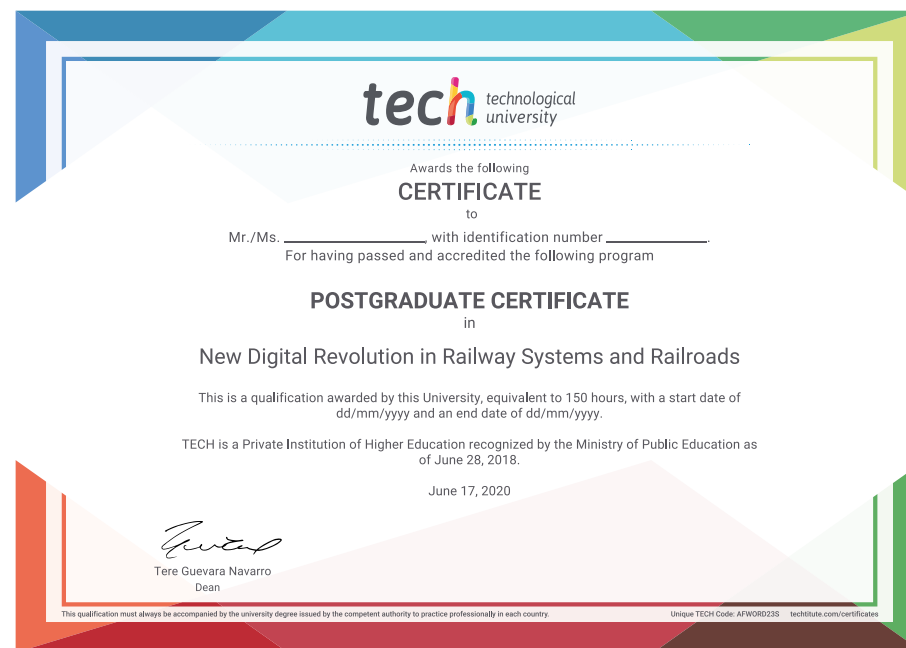 tech technological
university
Awards the following
CERTIFICATE
to
Mr./Ms. ____________, with identification number ____________.
For having passed and accredited the following program
POSTGRADUATE CERTIFICATE
in
New Digital Revolution in Railway Systems and Railroads
This is a qualification awarded by this University, equivalent to 150 hours, with a start date of
dd/mm/yyyy and an end date of dd/mm/yyyy.
TECH is a Private Institution of Higher Education recognized by the Ministry of Public Education as
of June 28, 2018.
June 17, 2020
Tere Guevara Navarro
Dean
This qualification must always be accompanied by the university degree issued by the competent authority to practice professionally in each country.
Unique TECH Code: AFWORD23S techtitute.com/certificates